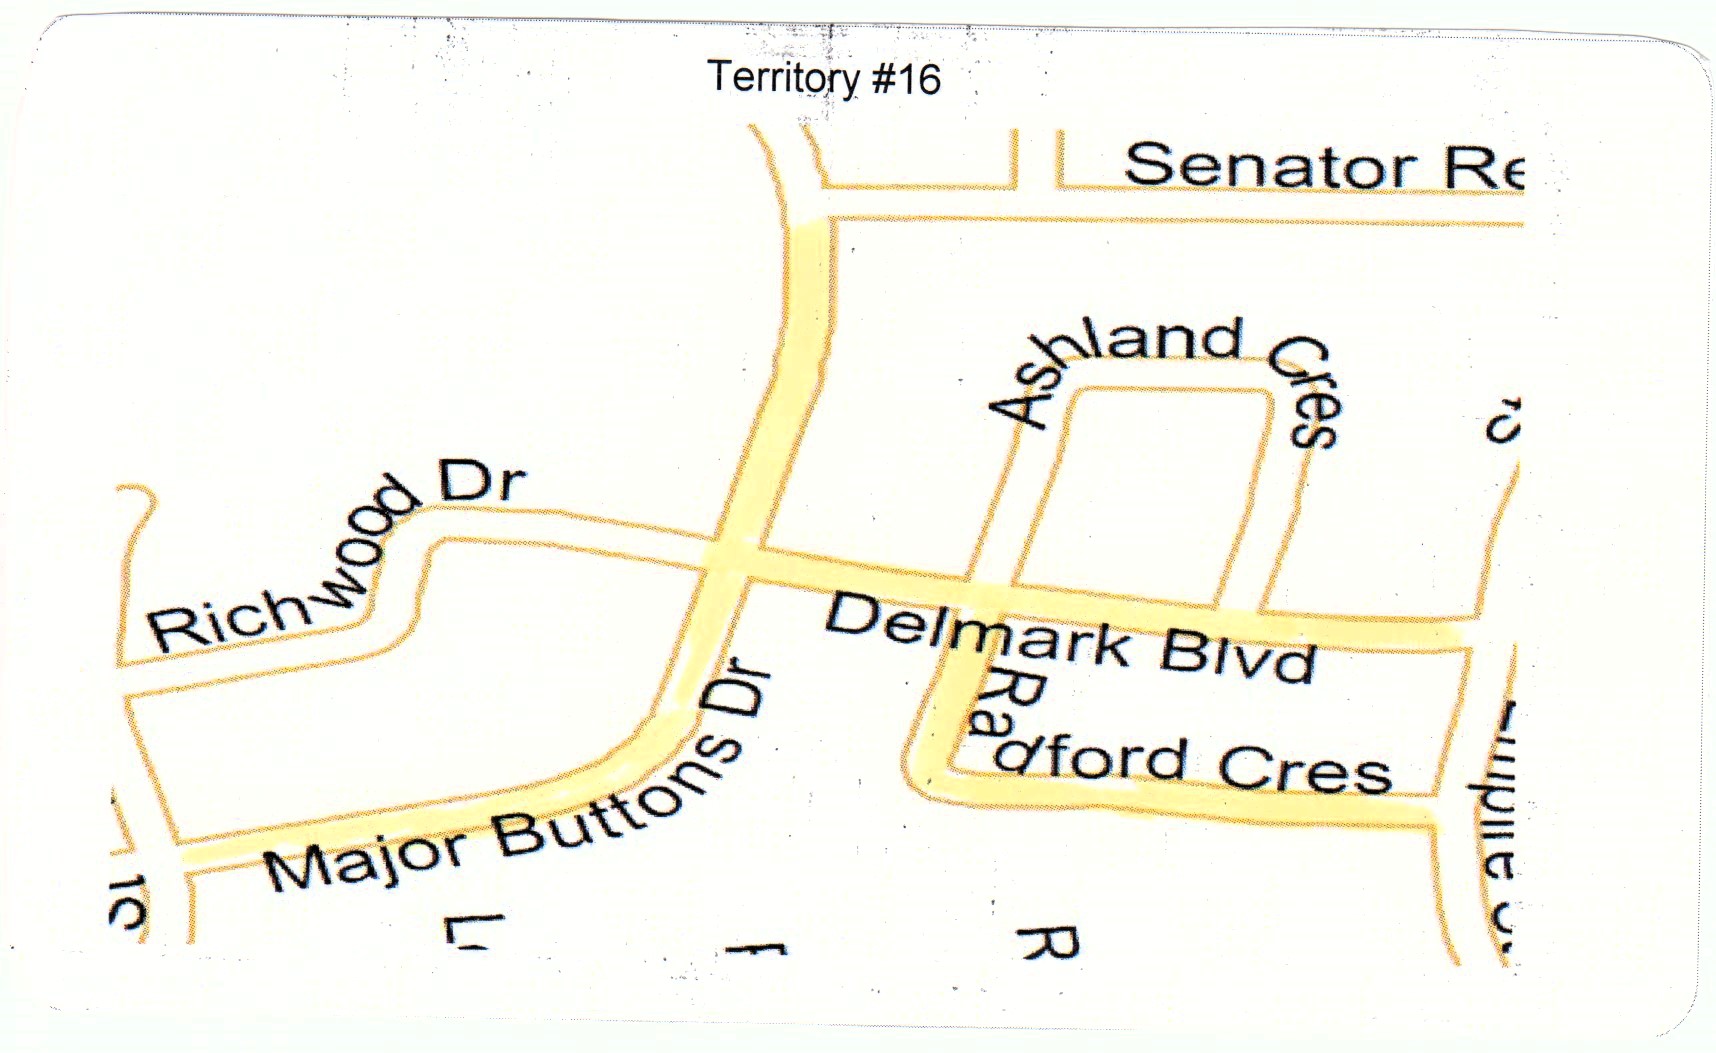 Territory #16
Senator Re
Ashland Cres
Richwood Dr
Delmark Blvd
Radford Cres
Major Buttons Dr
R